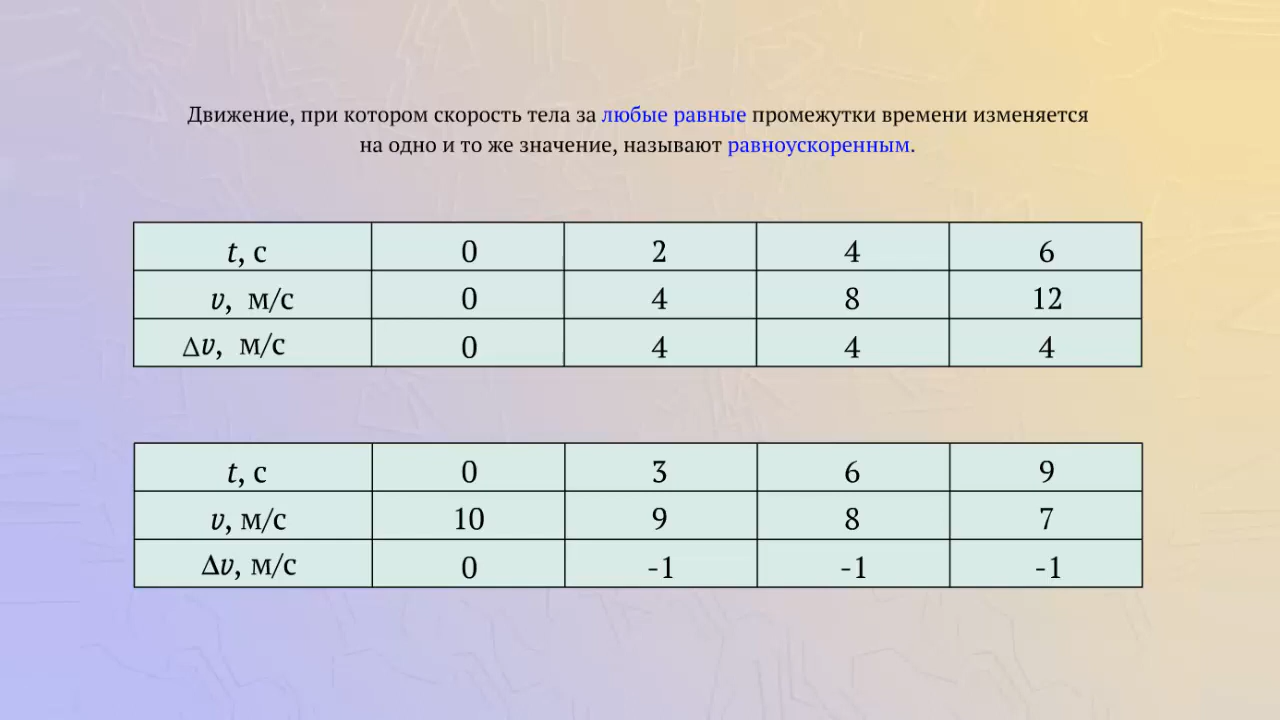 Движение, при котором скорость тела за любые равные промежутки времени изменяется
на одно и то же значение, называют равноускоренным.
t, с 0 2 4 6
v, м/с 0 4 8 12
Δv, м/с 0 4 4 4
t, с 0 3 6 9
v, м/с 10 9 8 7
Δv, м/с 0 -1 -1 -1